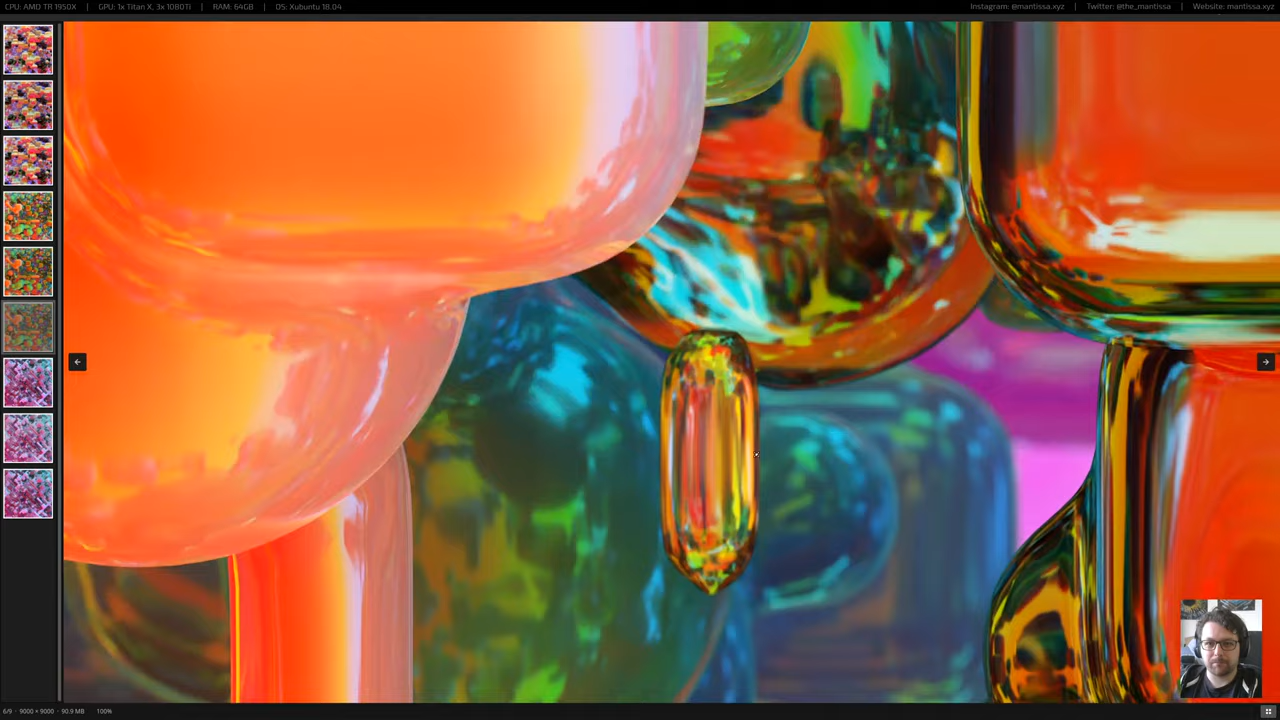 CPU: AMD TR 1950X | GPU: 1x Titan X, 3x 1080Ti | RAM: 64GB | OS: Xubuntu 18.04 Instagram: @mantissa.xyz | Twitter: @the_mantissa | Website: mantissa.xyz
6/9 · 9000 × 9000 · 90.9 MB 100%